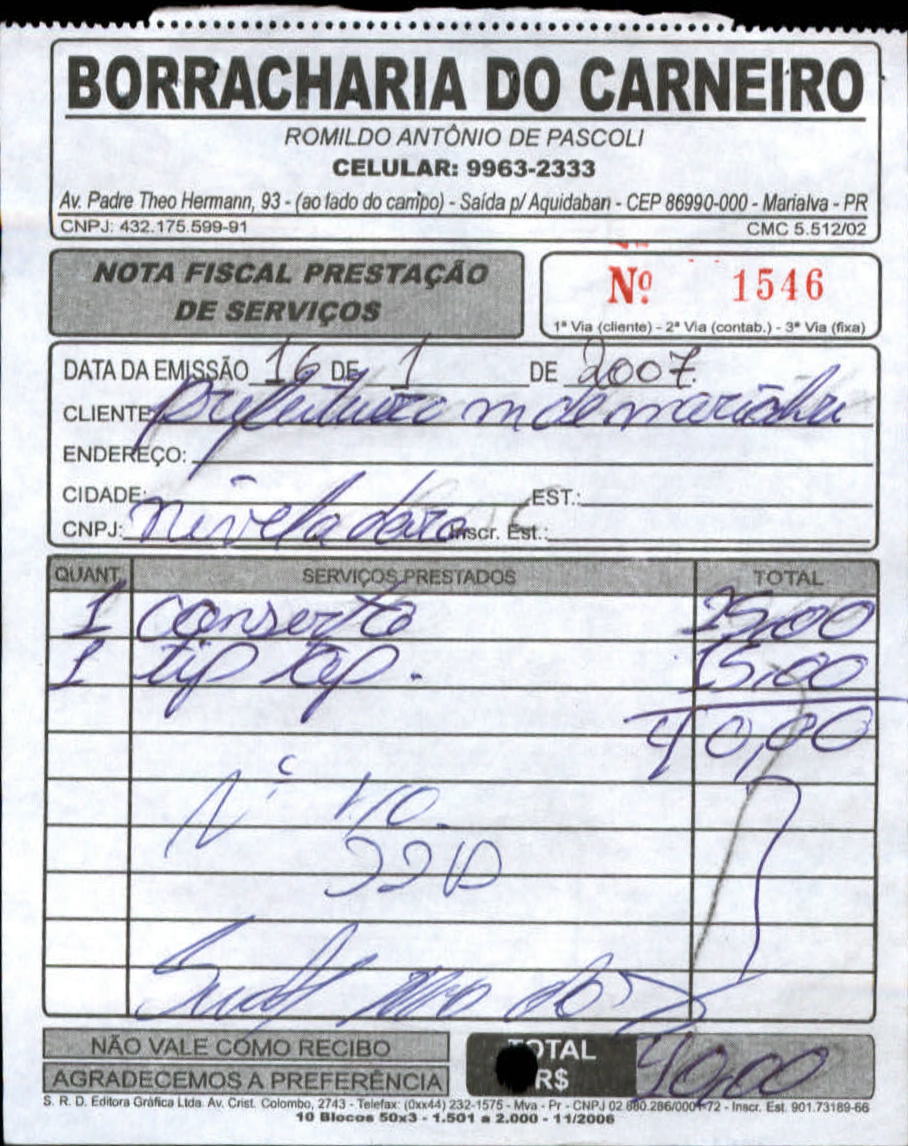 BORRACHARIA DO CARNEIRO
ROMILDO ANTÔNIO DE PASCOLI
CELULAR: 9963-2333
Av. Padre Theo Hermann, 93 - (ao lado do campo) - Saída p/ Aquidaban - CEP 86990-000 - Marialva - PR
CNPJ: 432.175.599-91 CMC 5.512/02
NOTA FISCAL PRESTAÇÃO
DE SERVIÇOS
Nº 1546
1ª Via (cliente) - 2ª Via (contab.) - 3ª Via (fixa)
DATA DA EMISSÃO 16 DE 1 DE 2007
CLIENTE prefeitura m de marialva
ENDEREÇO:
CIDADE: EST.:
CNPJ: niveladora Inscr. Est.:
QUANT. SERVIÇOS PRESTADOS TOTAL
1 conserto 25,00
1 tip top. 15,00
40,00
Nº
NÃO VALE COMO RECIBO
AGRADECEMOS A PREFERÊNCIA
TOTAL R$ 40,00
S. R. D. Editora Gráfica Ltda. Av. Crist. Colombo, 2743 - Telefax: (0xx44) 232-1575 - Mva - Pr - CNPJ 02.680.286/0001-72 - Inscr. Est. 901.73189-66
10 Blocos 50x3 - 1.501 a 2.000 - 11/2006